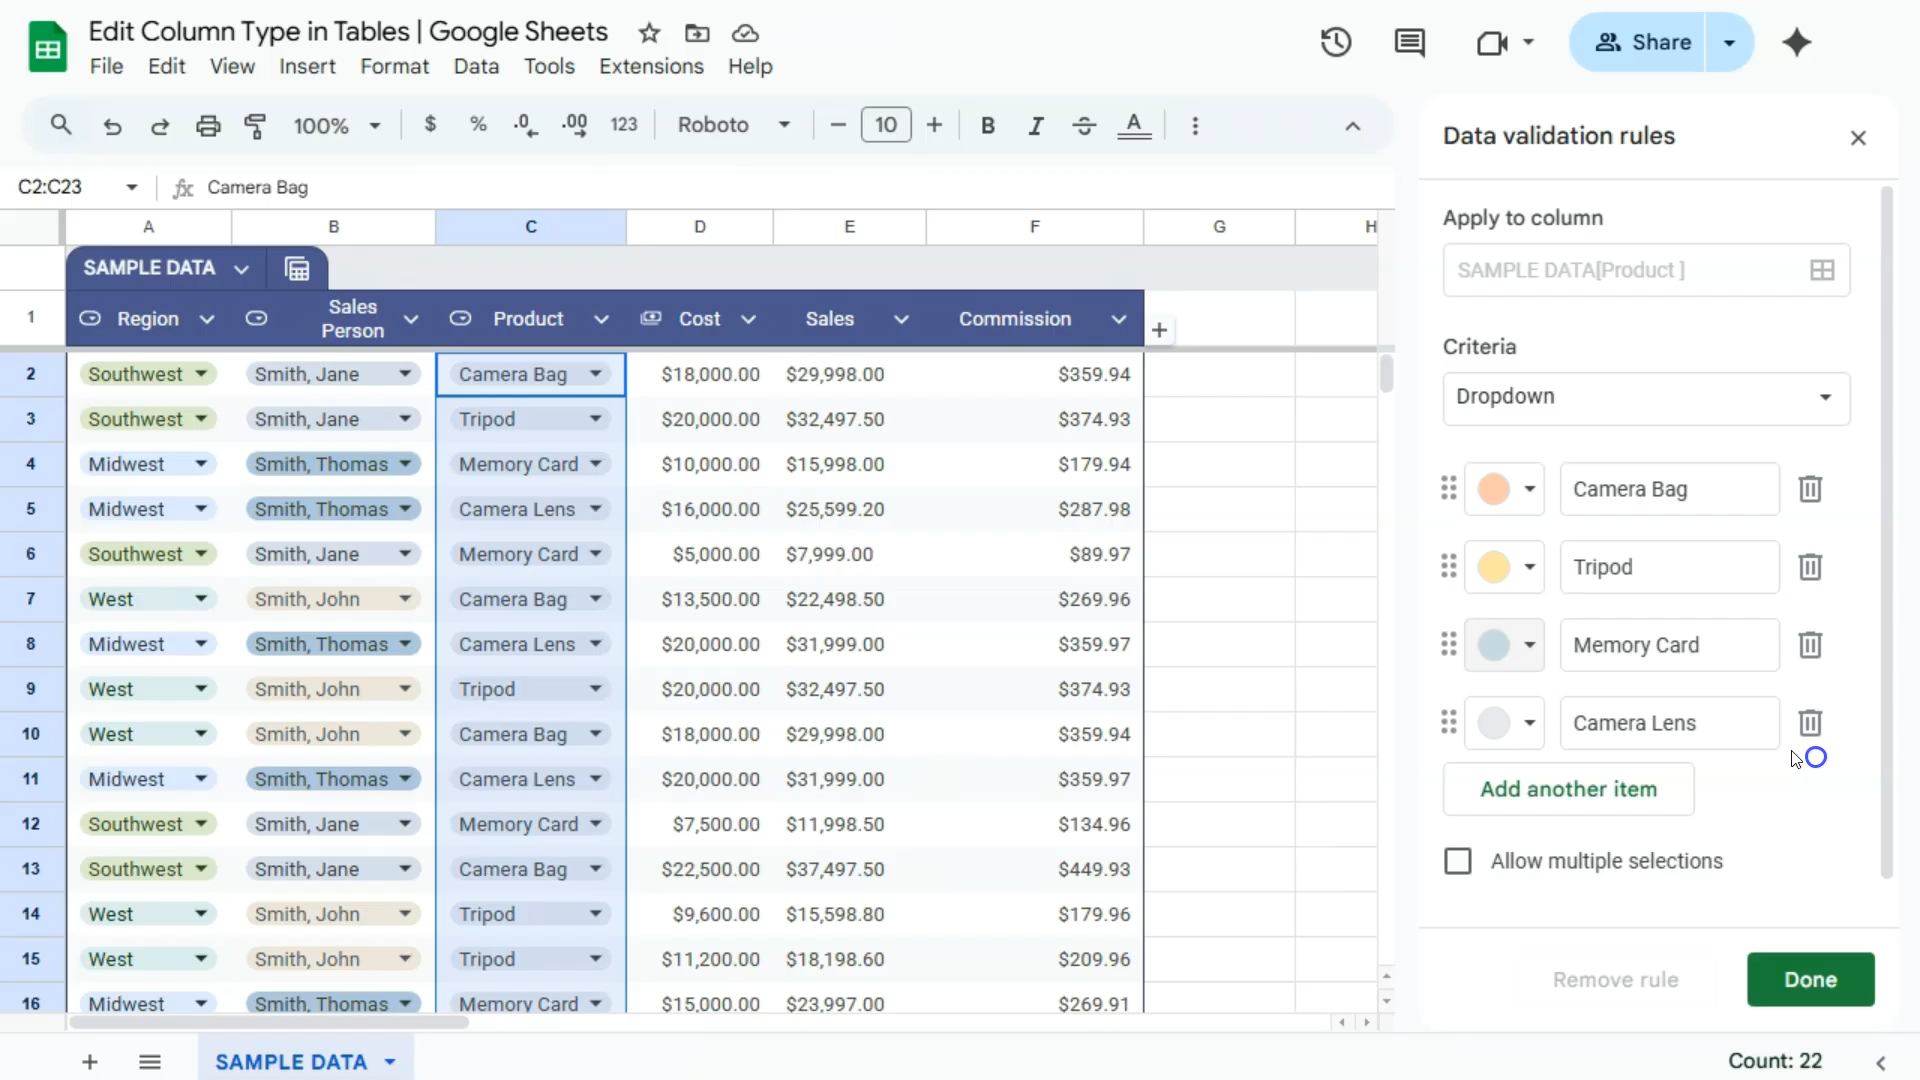 Edit Column Type in Tables | Google Sheets
File Edit View Insert Format Data Tools Extensions Help
Share
100% $ % .0 .00 123 Roboto 10 B I A
C2:C23 fx Camera Bag
A B C D E F G H
SAMPLE DATA
1 Region Sales Person Product Cost Sales Commission
2 Southwest Smith, Jane Camera Bag $18,000.00 $29,998.00 $359.94
3 Southwest Smith, Jane Tripod $20,000.00 $32,497.50 $374.93
4 Midwest Smith, Thomas Memory Card $10,000.00 $15,998.00 $179.94
5 Midwest Smith, Thomas Camera Lens $16,000.00 $25,599.20 $287.98
6 Southwest Smith, Jane Memory Card $5,000.00 $7,999.00 $89.97
7 West Smith, John Camera Bag $13,500.00 $22,498.50 $269.96
8 Midwest Smith, Thomas Camera Lens $20,000.00 $31,999.00 $359.97
9 West Smith, John Tripod $20,000.00 $32,497.50 $374.93
10 West Smith, John Camera Bag $18,000.00 $29,998.00 $359.94
11 Midwest Smith, Thomas Camera Lens $20,000.00 $31,999.00 $359.97
12 Southwest Smith, Jane Memory Card $7,500.00 $11,998.50 $134.96
13 Southwest Smith, Jane Camera Bag $22,500.00 $37,497.50 $449.93
14 West Smith, John Tripod $9,600.00 $15,598.80 $179.96
15 West Smith, John Tripod $11,200.00 $18,198.60 $209.96
16 Midwest Smith, Thomas Memory Card $15,000.00 $23,997.00 $269.91
SAMPLE DATA
Count: 22
Data validation rules
Apply to column
SAMPLE DATA[Product ]
Criteria
Dropdown
Camera Bag
Tripod
Memory Card
Camera Lens
Add another item
Allow multiple selections
Remove rule Done